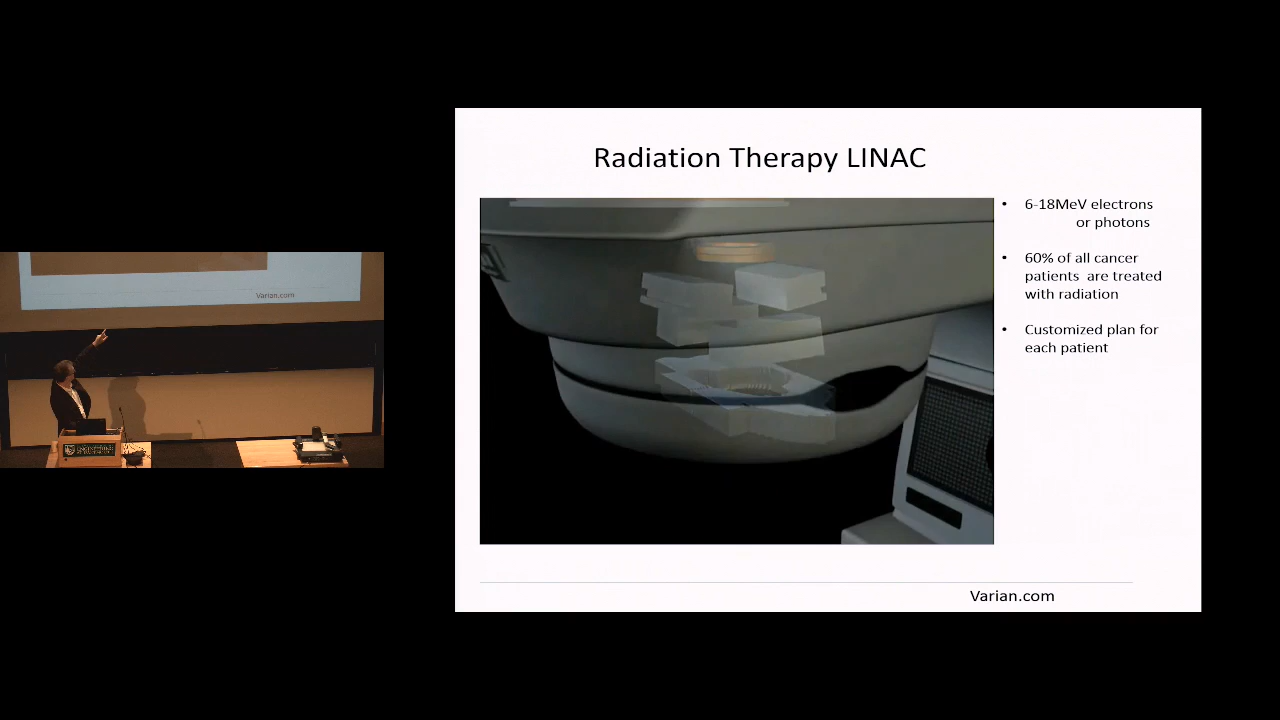 Radiation Therapy LINAC
• 6-18MeV electrons
or photons
• 60% of all cancer
patients are treated
with radiation
• Customized plan for
each patient
Varian.com
Varian.com